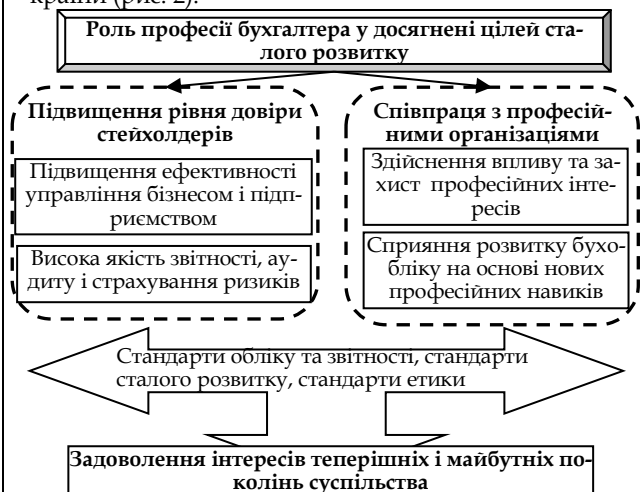 країни (рис. 2).
Роль професії бухгалтера у досягнені цілей ста-
лого розвитку
Підвищення рівня довіри
стейхолдерів
Підвищення ефективності
управління бізнесом і підп-
риємством
Висока якість звітності, ау-
диту і страхування ризиків
Співпраця з професій-
ними організаціями
Здійснення впливу та за-
хист професійних інте-
ресів
Сприяння розвитку бухо-
бліку на основі нових
професійних навиків
Стандарти обліку та звітності, стандарти
сталого розвитку, стандарти етики
Задоволення інтересів теперішніх і майбутніх по-
колінь суспільства